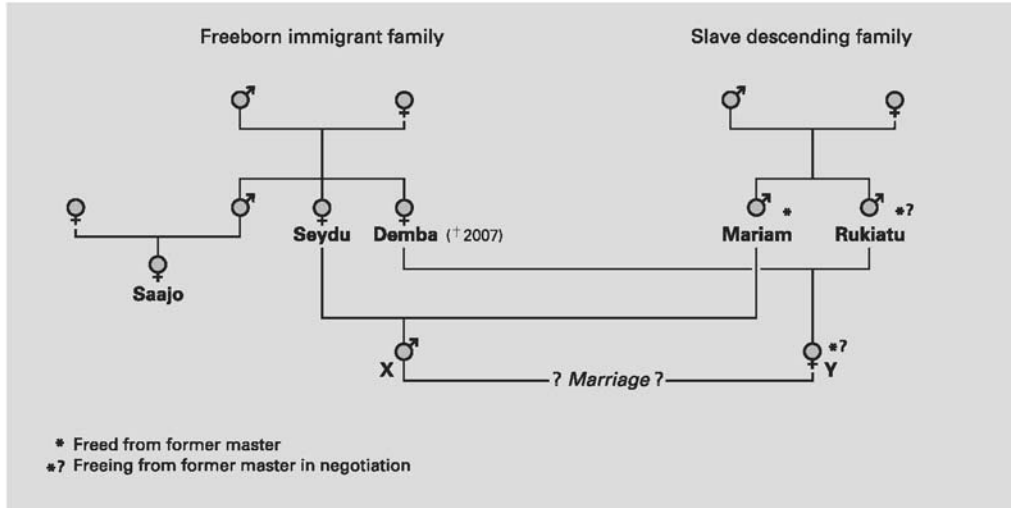 Freeborn immigrant family
Slave descending family
*
*?
Seydu
Demba († 2007)
Mariam
Rukiatu
Saajo
*?
X
Y
? Marriage ?
* Freed from former master
*? Freeing from former master in negotiation